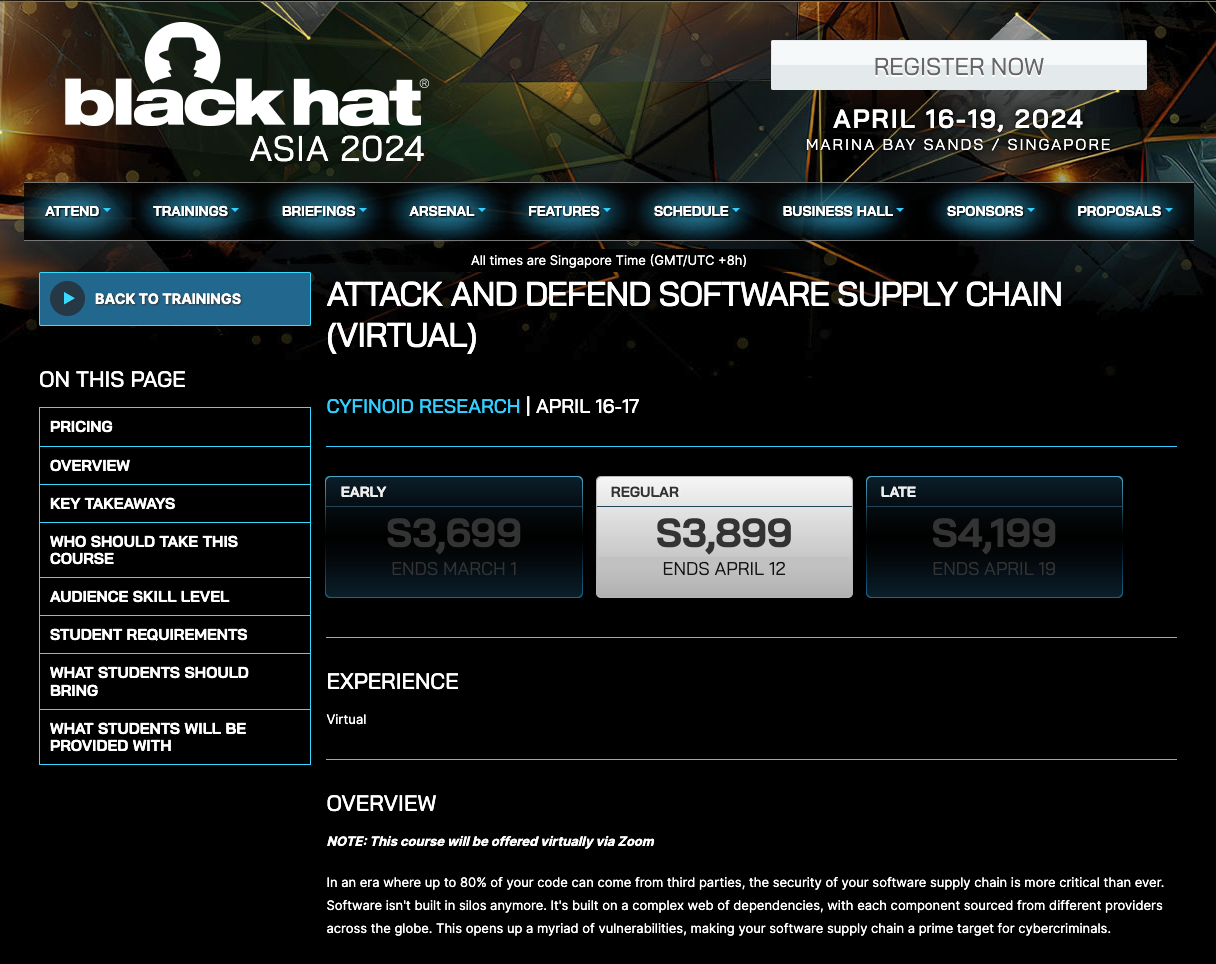 black hat®
ASIA 2024
REGISTER NOW
APRIL 16-19, 2024
MARINA BAY SANDS / SINGAPORE
ATTEND
TRAININGS
BRIEFINGS
ARSENAL
FEATURES
SCHEDULE
BUSINESS HALL
SPONSORS
PROPOSALS
All times are Singapore Time (GMT/UTC +8h)
BACK TO TRAININGS
ON THIS PAGE
PRICING
OVERVIEW
KEY TAKEAWAYS
WHO SHOULD TAKE THIS
COURSE
AUDIENCE SKILL LEVEL
STUDENT REQUIREMENTS
WHAT STUDENTS SHOULD
BRING
WHAT STUDENTS WILL BE
PROVIDED WITH
ATTACK AND DEFEND SOFTWARE SUPPLY CHAIN
(VIRTUAL)
CYFINOID RESEARCH | APRIL 16-17
EARLY
S3,699
ENDS MARCH 1
REGULAR
S3,899
ENDS APRIL 12
LATE
S4,199
ENDS APRIL 19
EXPERIENCE
Virtual
OVERVIEW
NOTE: This course will be offered virtually via Zoom
In an era where up to 80% of your code can come from third parties, the security of your software supply chain is more critical than ever.
Software isn't built in silos anymore. It's built on a complex web of dependencies, with each component sourced from different providers
across the globe. This opens up a myriad of vulnerabilities, making your software supply chain a prime target for cybercriminals.